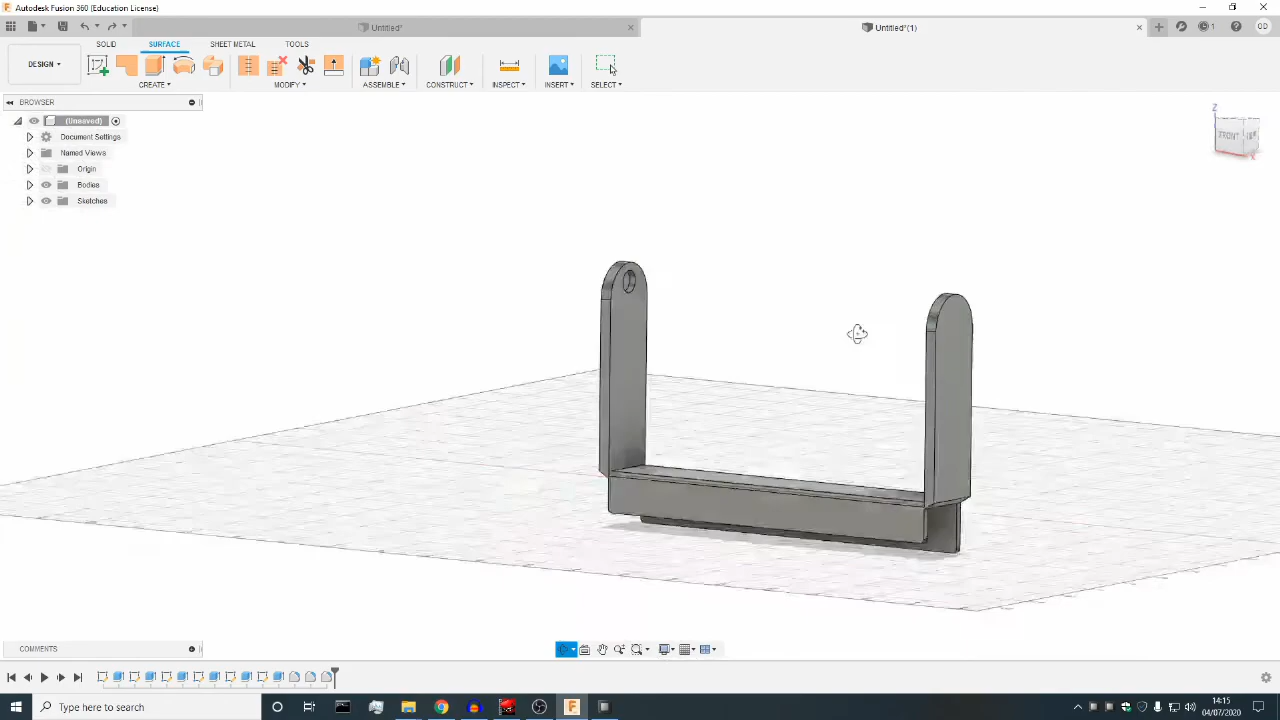 Autodesk Fusion 360 (Education License)
Untitled*
Untitled*(1)
1
OD
DESIGN
SOLID
SURFACE
SHEET METAL
TOOLS
CREATE
MODIFY
ASSEMBLE
CONSTRUCT
INSPECT
INSERT
SELECT
BROWSER
(Unsaved)
Document Settings
Named Views
Origin
Bodies
Sketches
Z
FRONT
X
COMMENTS
Type here to search
14:15
04/07/2020